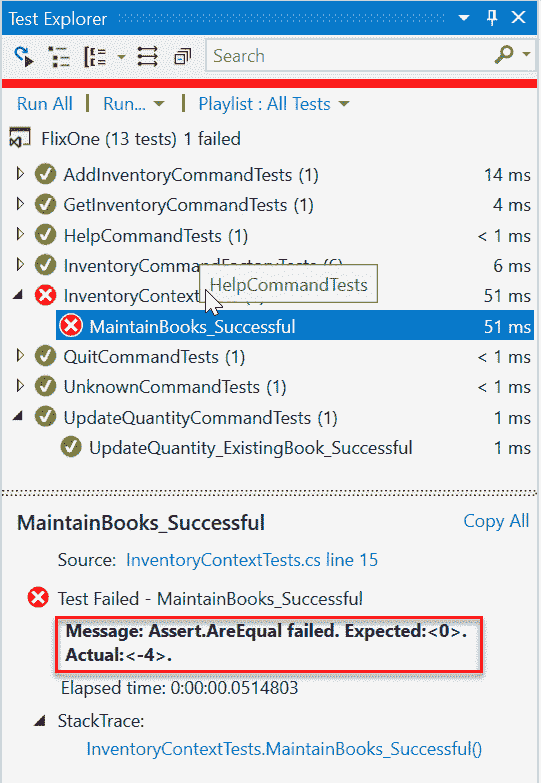 Test Explorer
Search
Run All | Run... | Playlist : All Tests
FlixOne (13 tests) 1 failed
AddInventoryCommandTests (1) 14 ms
GetInventoryCommandTests (1) 4 ms
HelpCommandTests (1) < 1 ms
InventoryCommandFactoryTests (6) 6 ms
HelpCommandTests
InventoryCont 51 ms
MaintainBooks_Successful 51 ms
QuitCommandTests (1) < 1 ms
UnknownCommandTests (1) < 1 ms
UpdateQuantityCommandTests (1) 1 ms
UpdateQuantity_ExistingBook_Successful 1 ms
MaintainBooks_Successful Copy All
Source: InventoryContextTests.cs line 15
Test Failed - MaintainBooks_Successful
Message: Assert.AreEqual failed. Expected:<0>.
Actual:<-4>.
Elapsed time: 0:00:00.0514803
StackTrace:
InventoryContextTests.MaintainBooks_Successful()